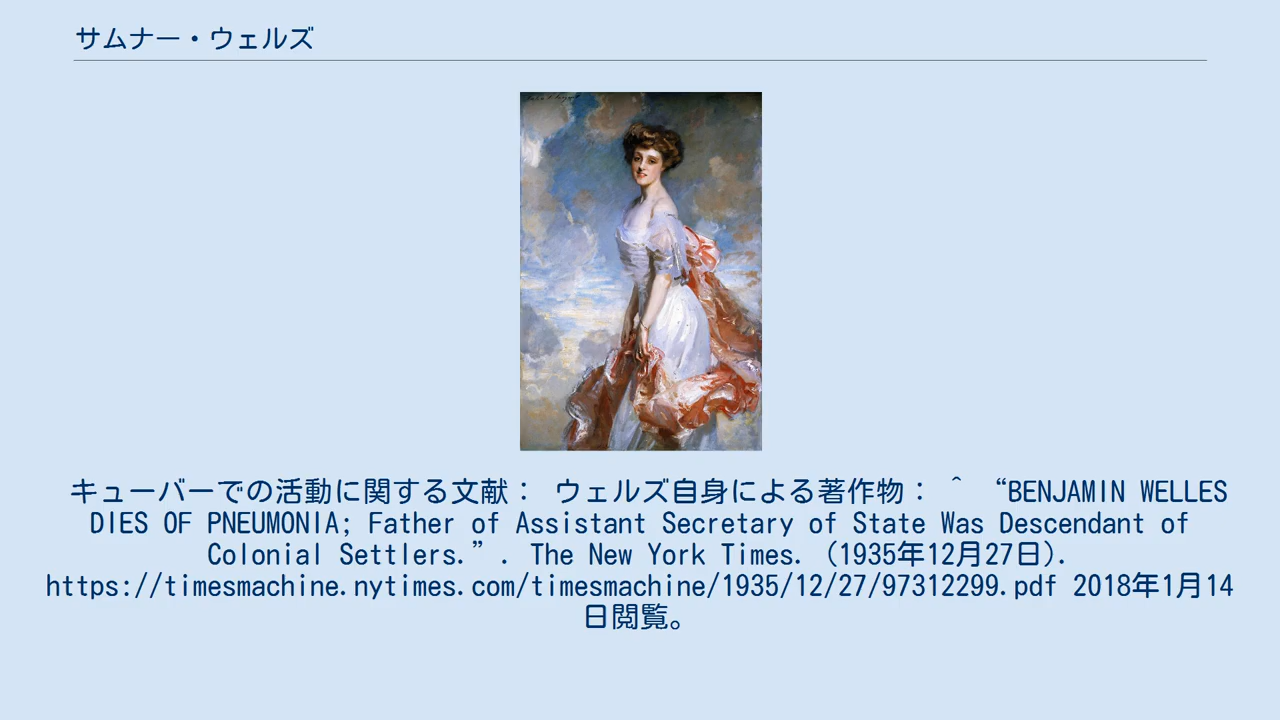 サムナー・ウェルズ
キューバーでの活動に関する文献： ウェルズ自身による著作物： ^ “BENJAMIN WELLES
DIES OF PNEUMONIA; Father of Assistant Secretary of State Was Descendant of
Colonial Settlers.”. The New York Times. (1935年12月27日).
https://timesmachine.nytimes.com/timesmachine/1935/12/27/97312299.pdf 2018年1月14
日閲覧。